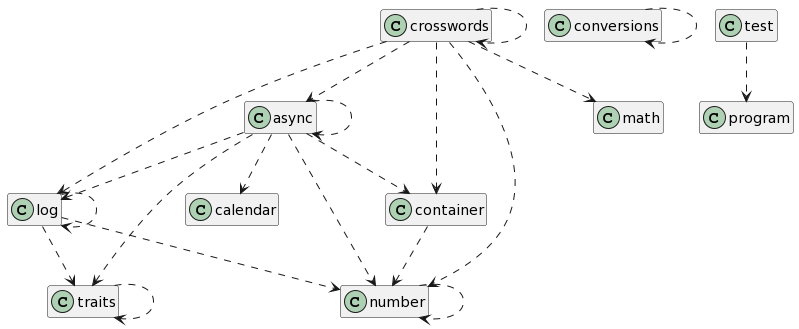 C crosswords
C conversions
C test
C async
C math
C program
C log
C calendar
C container
C traits
C number